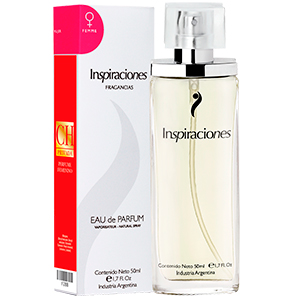 FEMME
Inspiraciones
FRAGANCIAS
CH
PERFUME
FEMENINO
EAU de PARFUM
VAPORISATEUR - NATURAL SPRAY
Contenido Neto 50ml
℮1,7 Fl. Oz
Industria Argentina
Inspiraciones
Contenido Neto 50ml
℮1,7 Fl. Oz
Industria Argentina